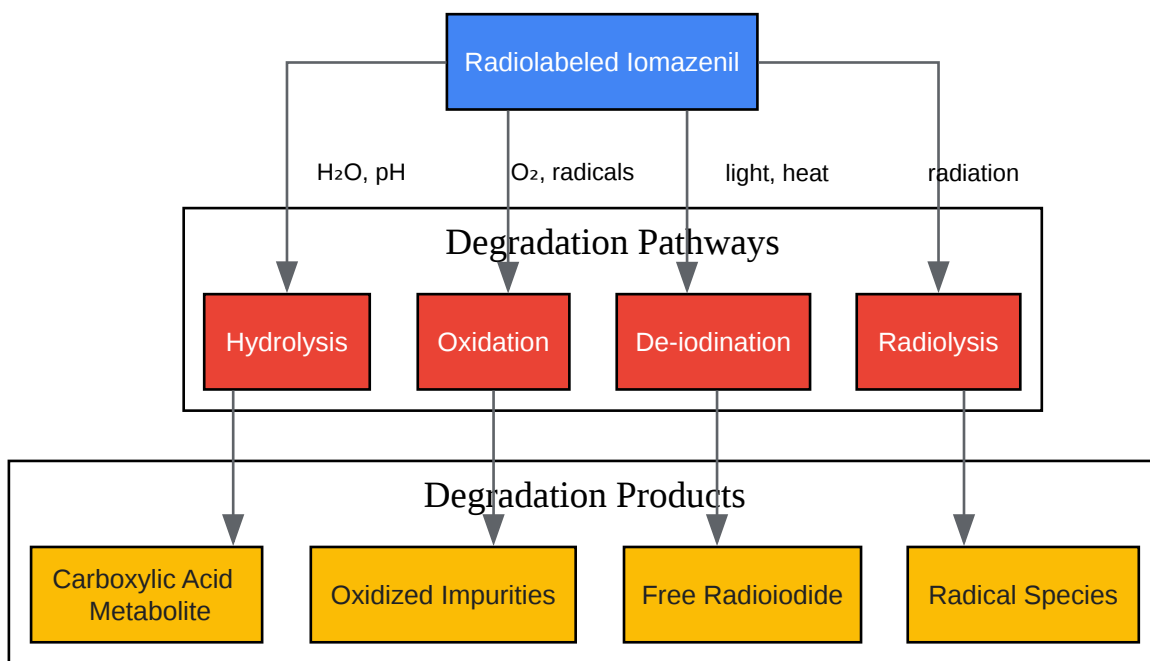 Radiolabeled Iomazenil
H₂O, pH
O₂, radicals
light, heat
radiation
Degradation Pathways
Hydrolysis
Oxidation
De-iodination
Radiolysis
Degradation Products
Carboxylic Acid
Metabolite
Oxidized Impurities
Free Radioiodide
Radical Species